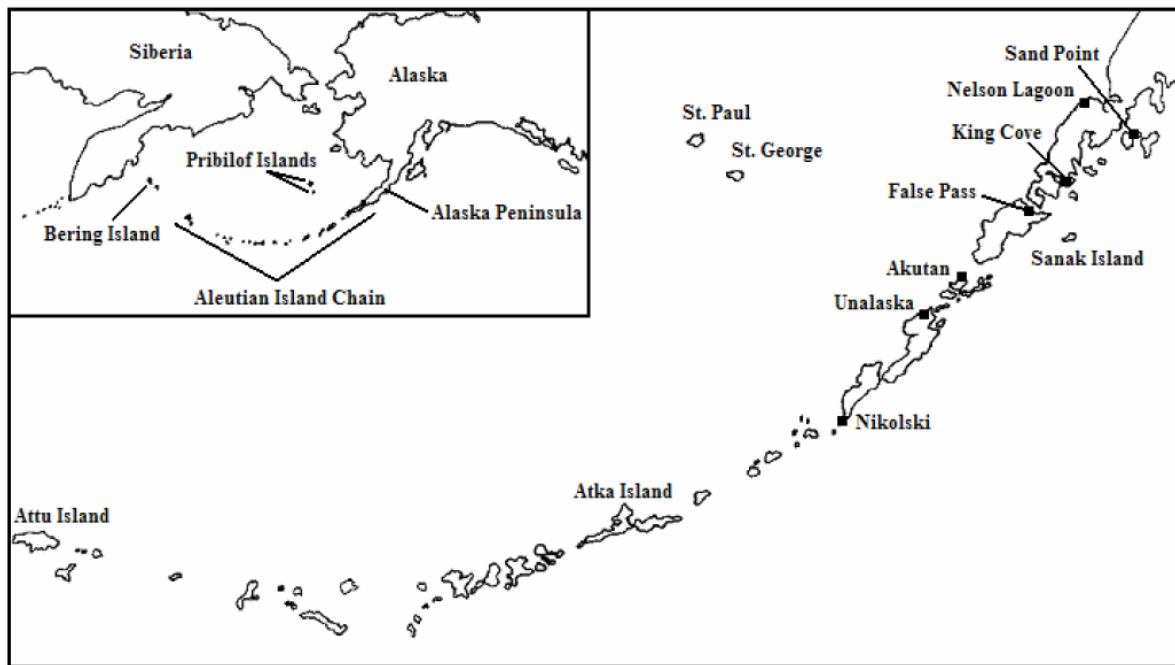 Siberia
Alaska
Pribilof Islands
Bering Island
Alaska Peninsula
Aleutian Island Chain
Sand Point
Nelson Lagoon
St. Paul
King Cove
St. George
False Pass
Sanak Island
Akutan
Unalaska
Nikolski
Atka Island
Attu Island